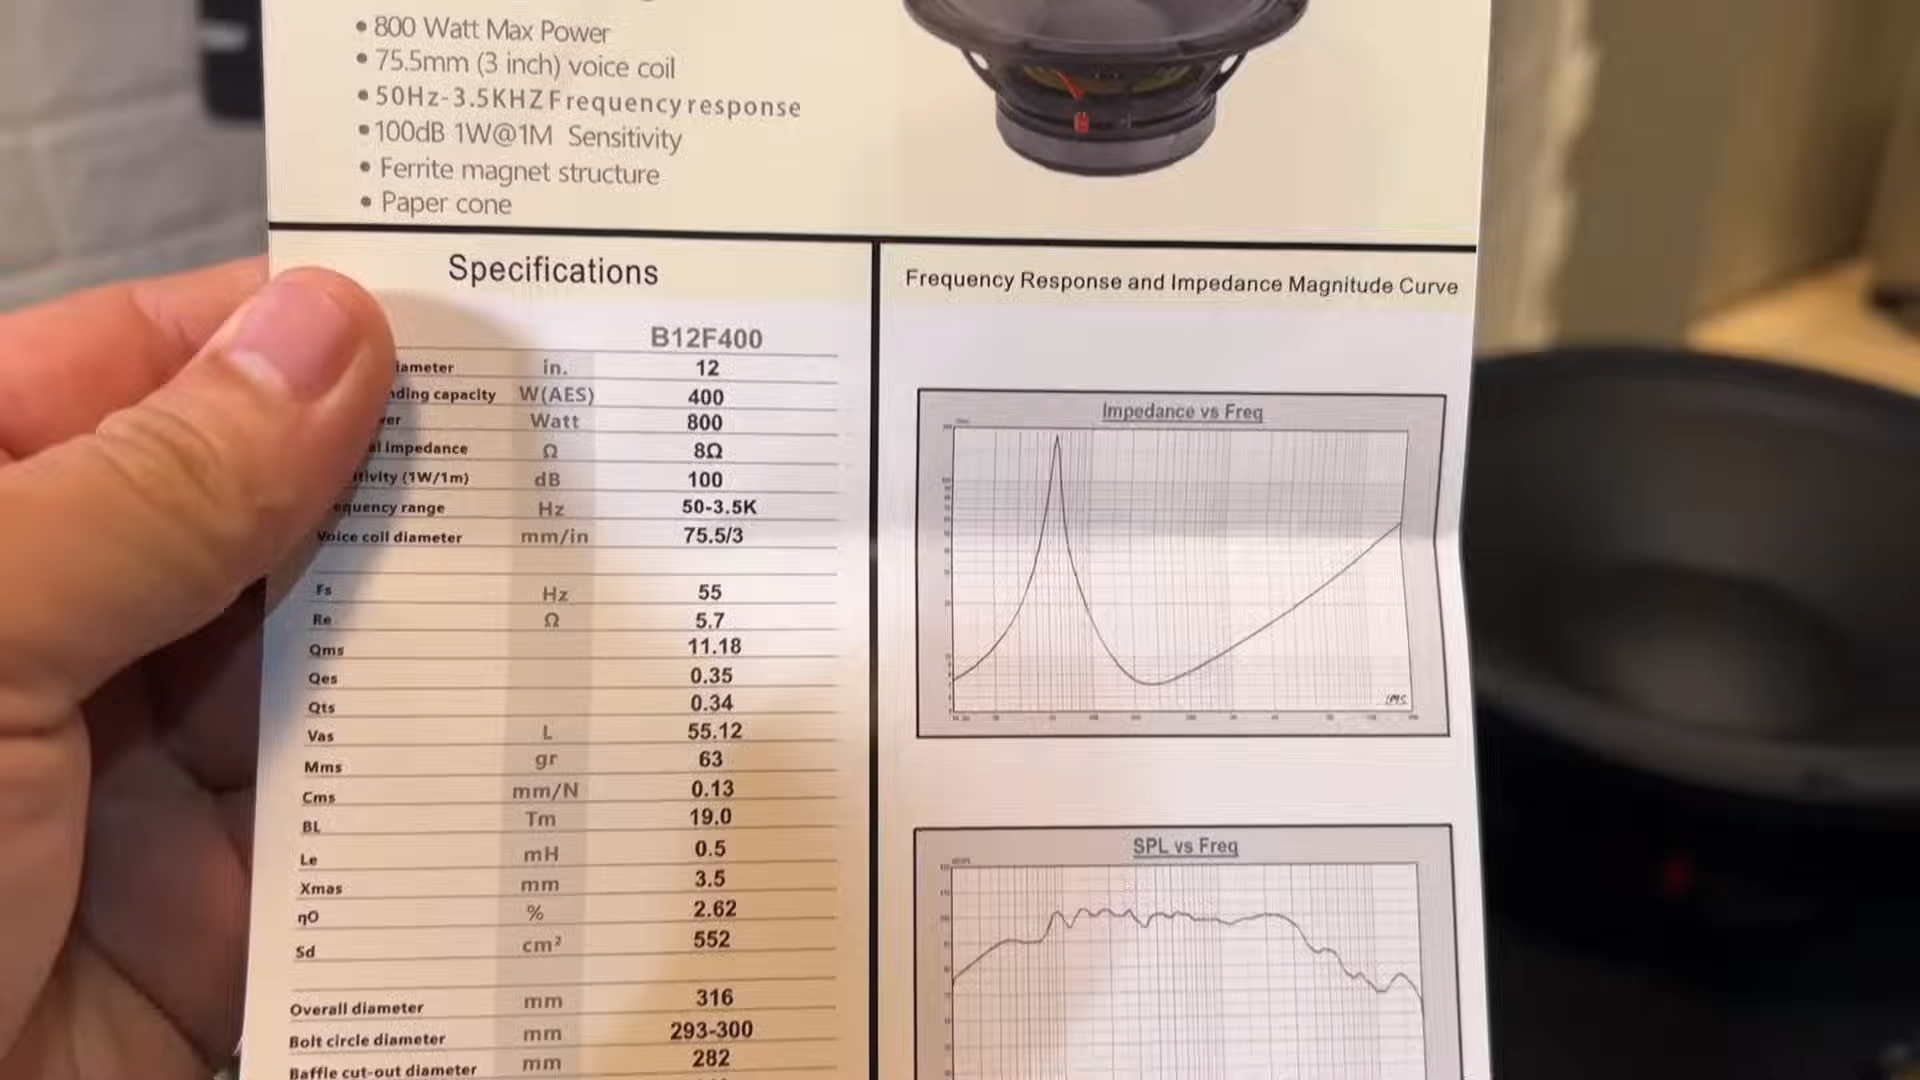 • 800 Watt Max Power
• 75.5mm (3 inch) voice coil
• 50Hz-3.5KHZ Frequency response
• 100dB 1W@1M Sensitivity
• Ferrite magnet structure
• Paper cone
Specifications
B12F400
iameter in. 12
nding capacity W(AES) 400
er Watt 800
al Impedance Ω 8Ω
itivity (1W/1m) dB 100
equency range Hz 50-3.5K
Voice coil diameter mm/in 75.5/3
Fs Hz 55
Re Ω 5.7
Qms 11.18
Qes 0.35
Qts 0.34
Vas L 55.12
Mms gr 63
Cms mm/N 0.13
BL Tm 19.0
Le mH 0.5
Xmas mm 3.5
ηO % 2.62
Sd cm² 552
Overall diameter mm 316
Bolt circle diameter mm 293-300
Baffle cut-out diameter mm 282
Frequency Response and Impedance Magnitude Curve
Impedance vs Freq
LMS
SPL vs Freq